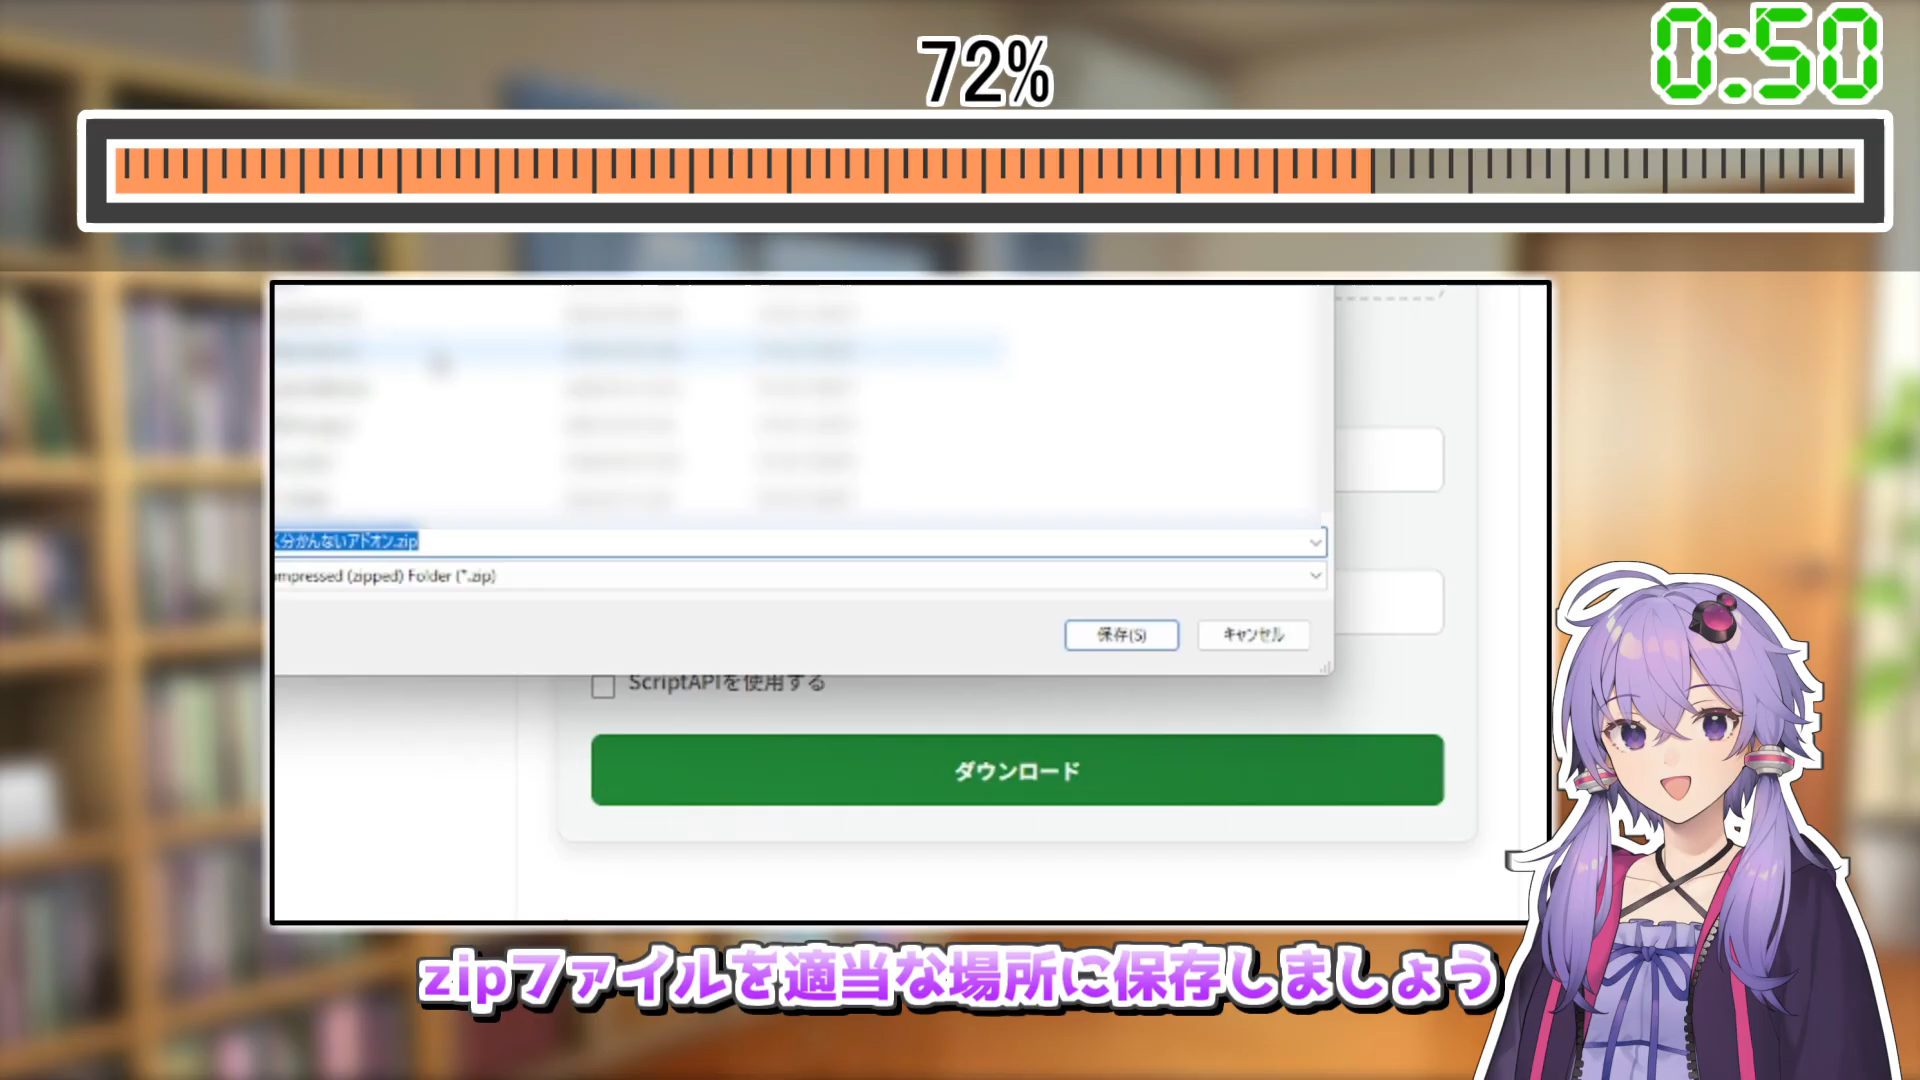 72%
0:50
く分かんないアドオン.zip
ompressed (zipped) Folder (*.zip)
保存(S)
キャンセル
ScriptAPIを使用する
ダウンロード
zipファイルを適当な場所に保存しましょう